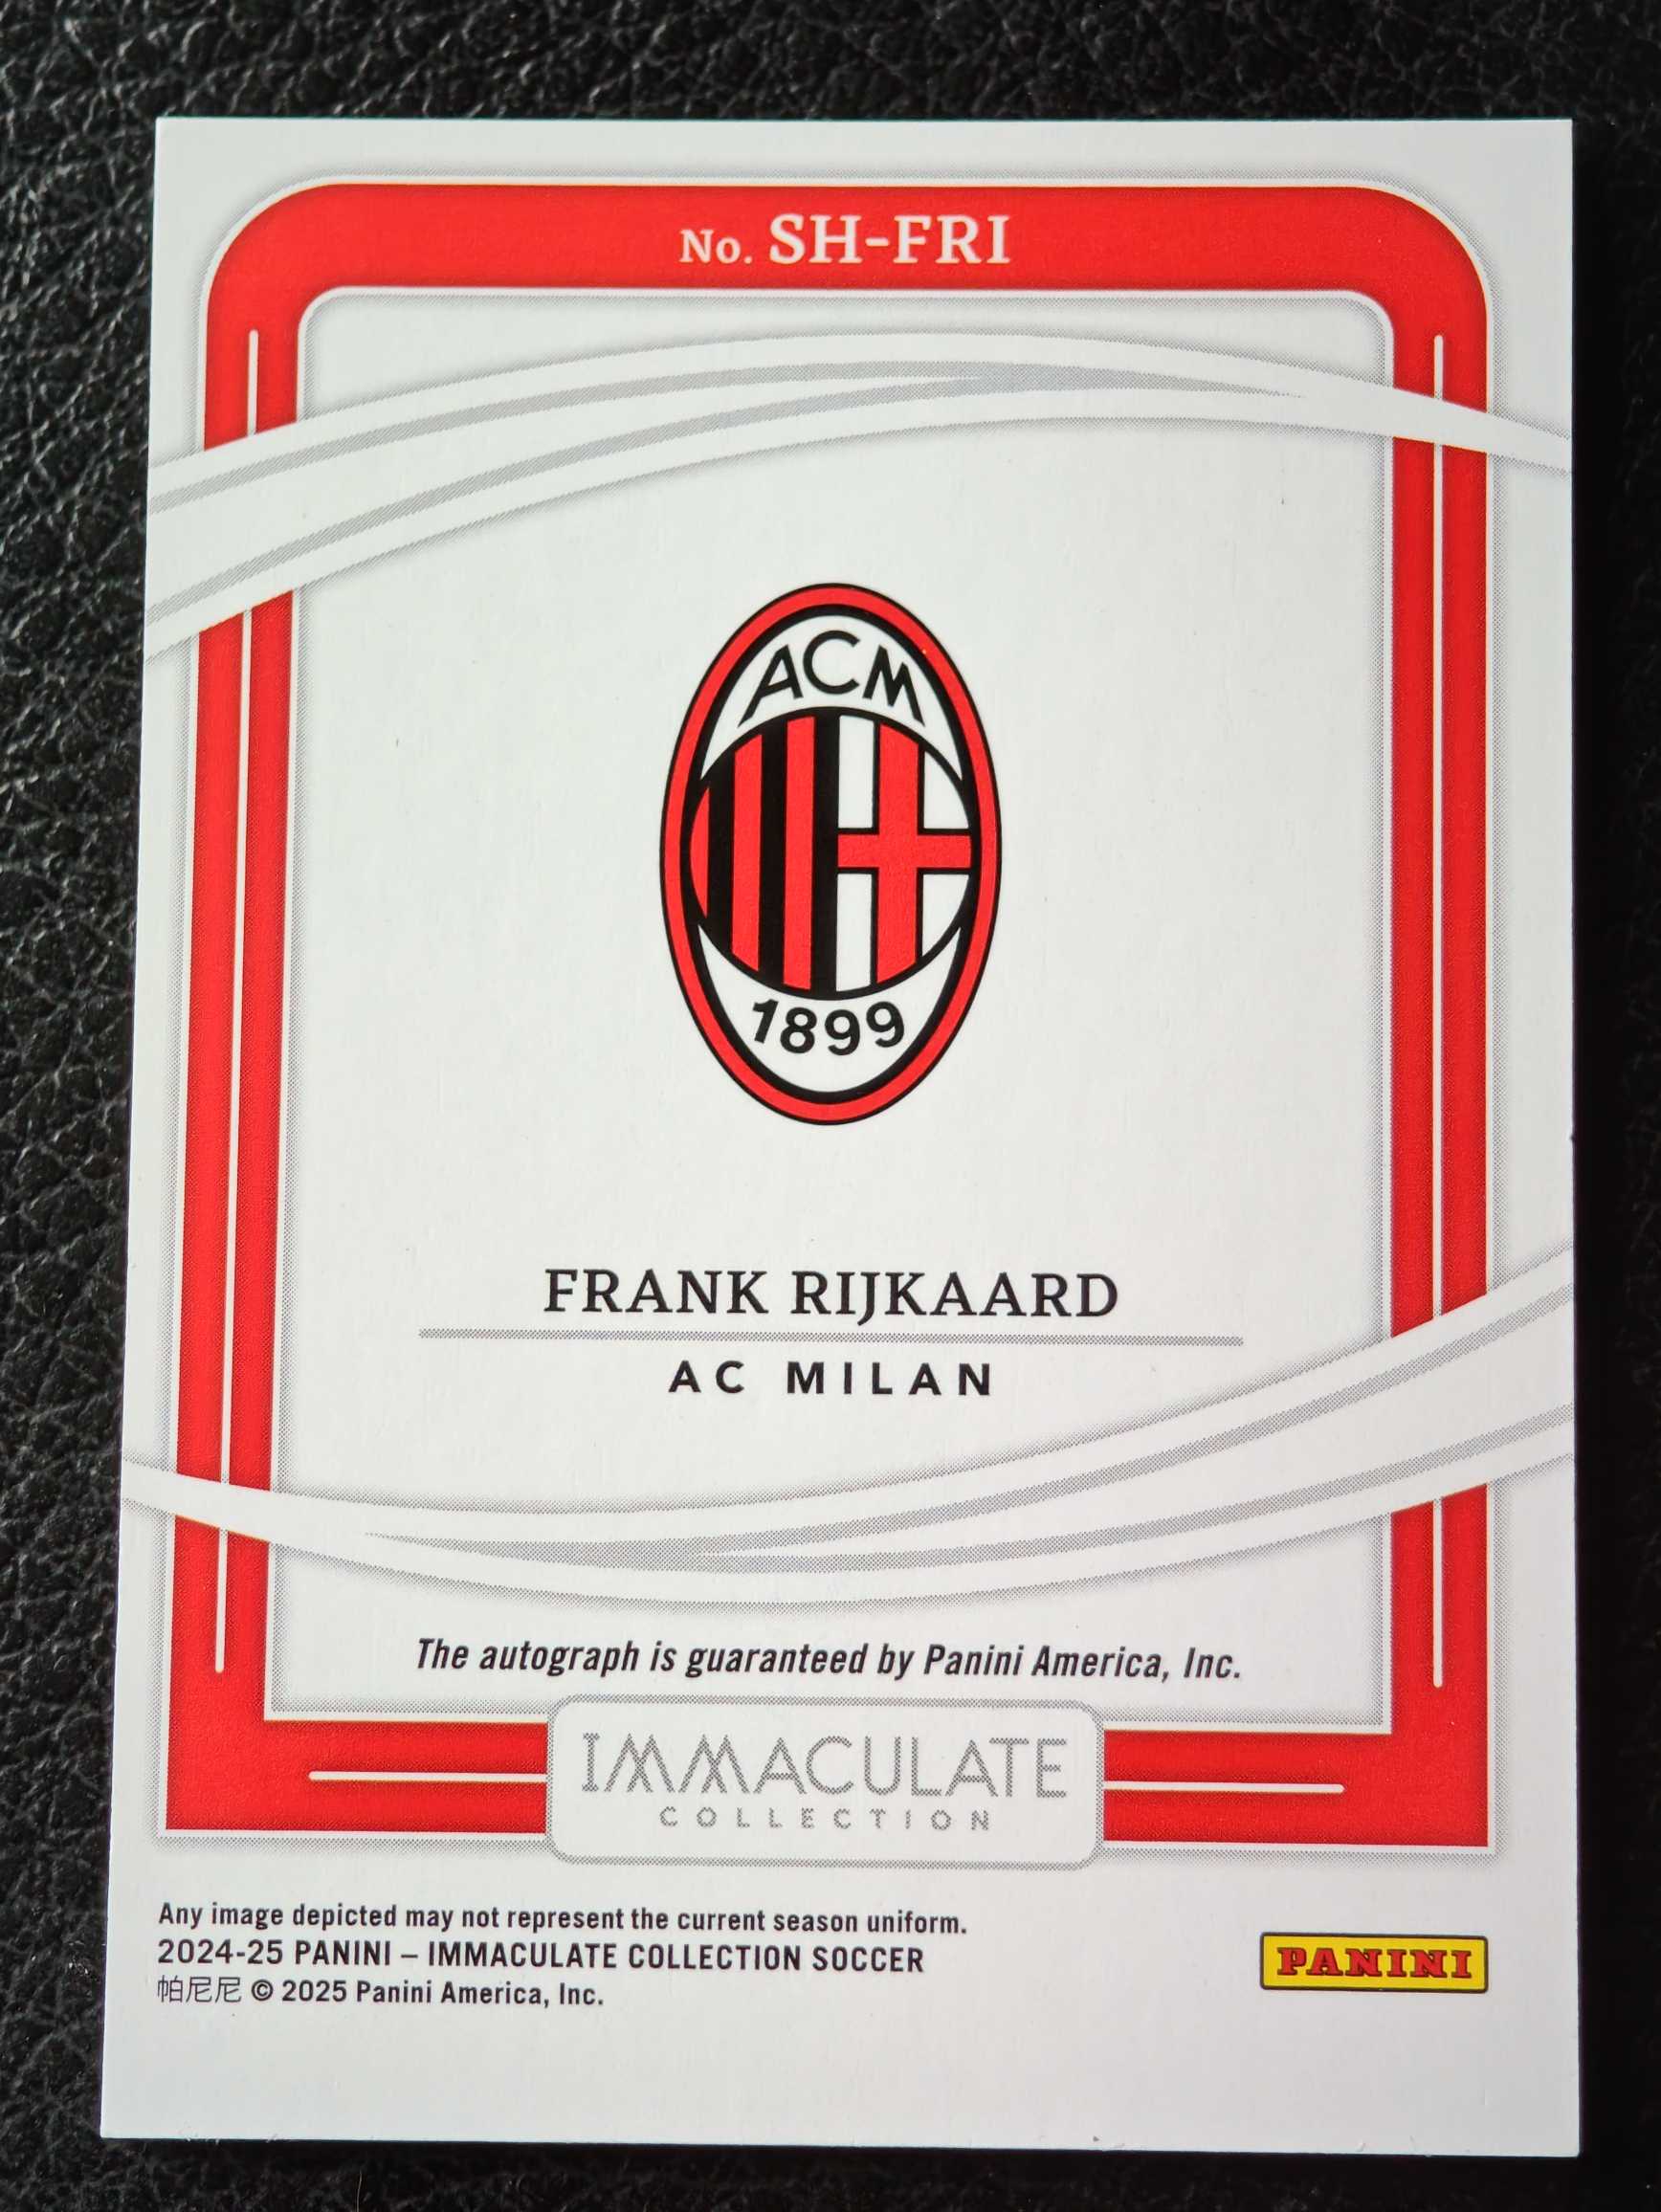 No. SH-FRI
ACM
1899
FRANK RIJKAARD
AC MILAN
The autograph is guaranteed by Panini America, Inc.
IMMACULATE
COLLECTION
Any image depicted may not represent the current season uniform.
2024-25 PANINI – IMMACULATE COLLECTION SOCCER
帕尼尼 © 2025 Panini America, Inc.
PANINI